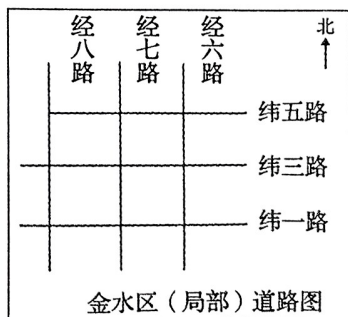 经八路
经七路
经六路
北
纬五路
纬三路
纬一路
金水区（局部）道路图